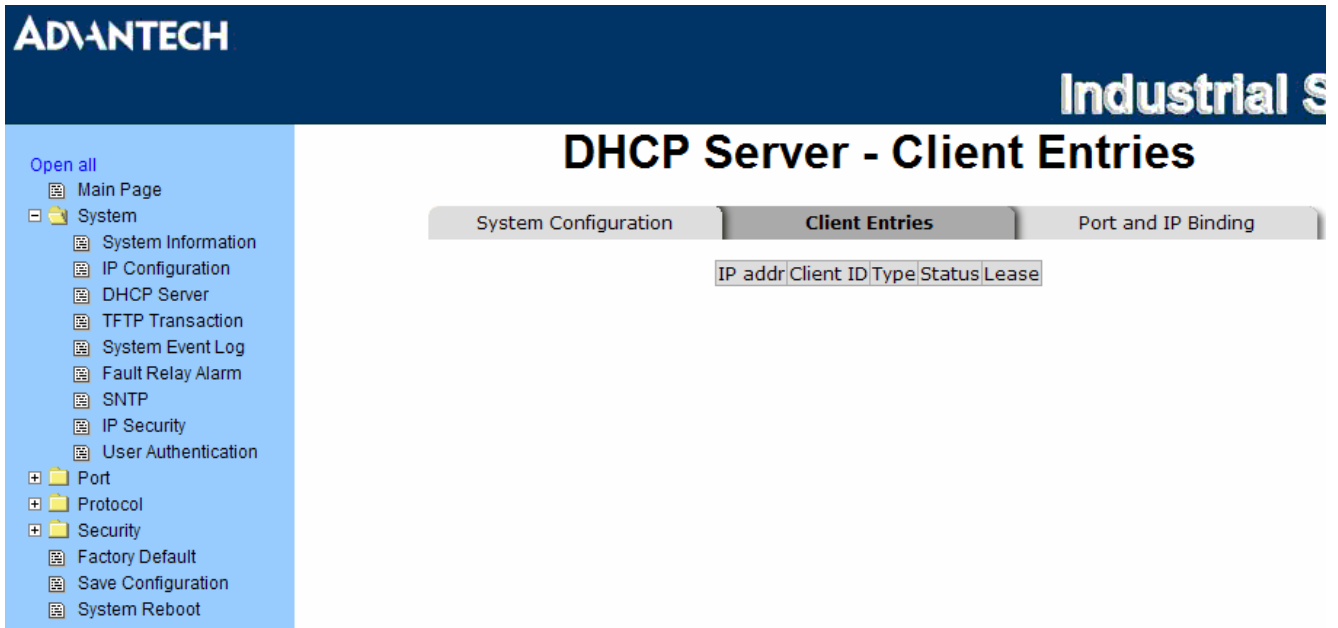 ADVANTECH
Industrial S
Open all
Main Page
System
System Information
IP Configuration
DHCP Server
TFTP Transaction
System Event Log
Fault Relay Alarm
SNTP
IP Security
User Authentication
Port
Protocol
Security
Factory Default
Save Configuration
System Reboot
DHCP Server - Client Entries
System Configuration Client Entries Port and IP Binding
IP addr Client ID Type Status Lease